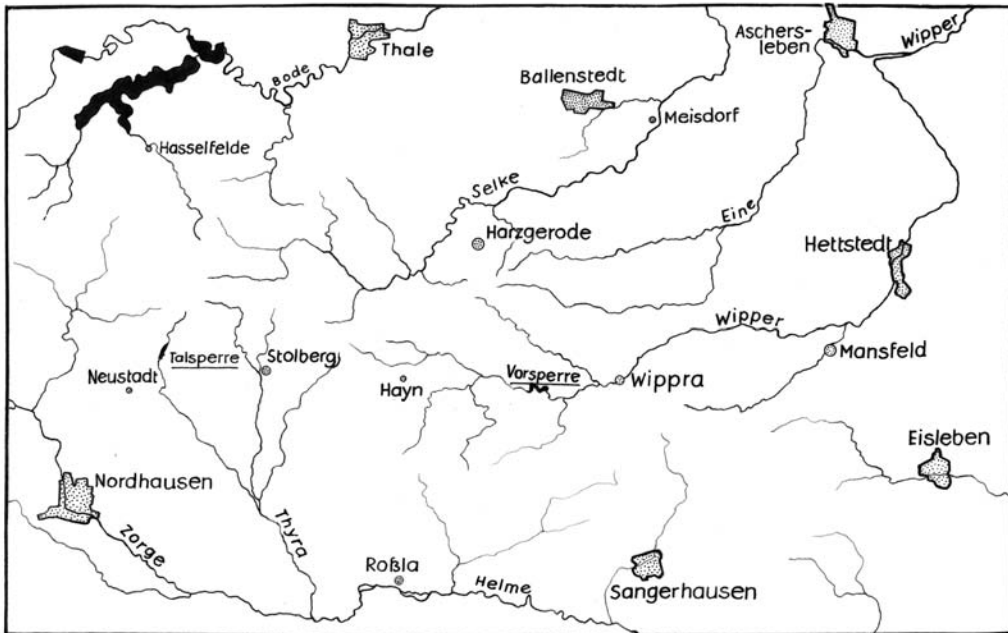 Aschers-
leben
Wipper
Thale
Bode
Ballenstedt
Meisdorf
Hasselfelde
Selke
Eine
Harzgerode
Hettstedt
Wipper
Talsperre
Stolberg
Vorsperre
Mansfeld
Neustadt
Hayn
Wippra
Eisleben
Nordhausen
Zorge
Thyra
Roßla
Helme
Sangerhausen